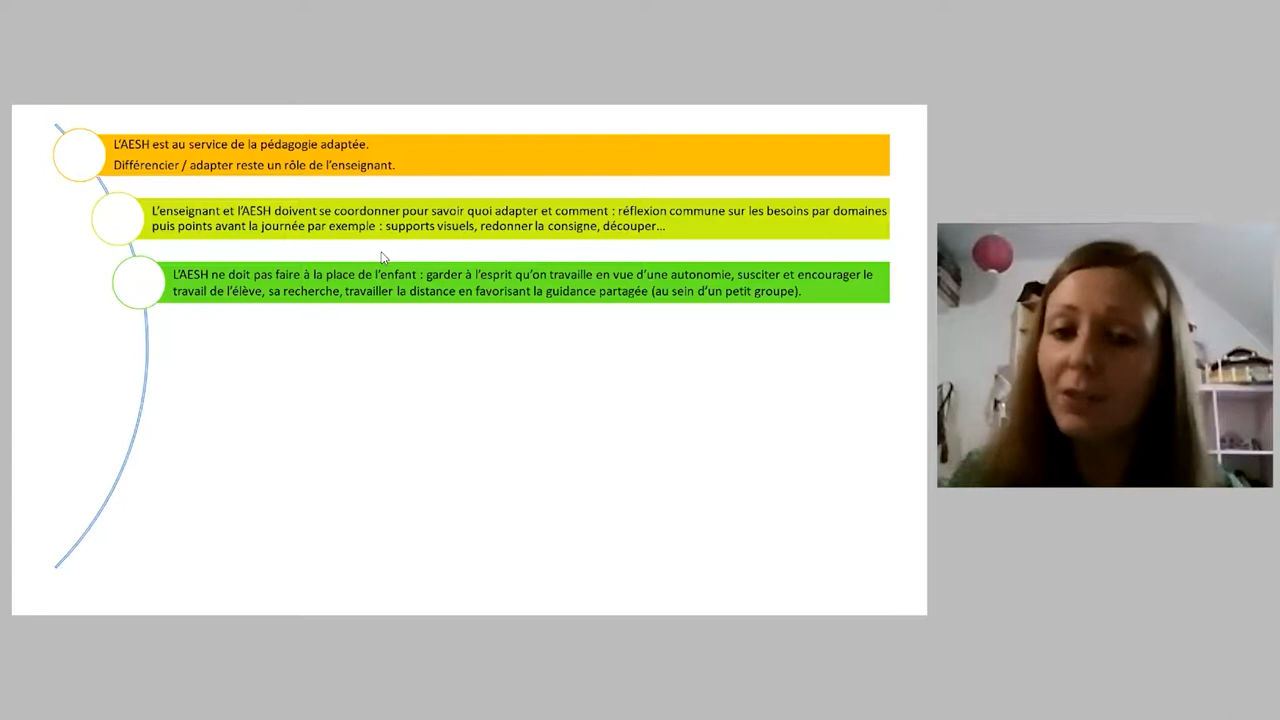 L'AESH est au service de la pédagogie adaptée.
Différencier / adapter reste un rôle de l'enseignant.
L'enseignant et l'AESH doivent se coordonner pour savoir quoi adapter et comment : réflexion commune sur les besoins par domaines
puis points avant la journée par exemple : supports visuels, redonner la consigne, découper...
L'AESH ne doit pas faire à la place de l'enfant : garder à l'esprit qu'on travaille en vue d'une autonomie, susciter et encourager le
travail de l'élève, sa recherche, travailler la distance en favorisant la guidance partagée (au sein d'un petit groupe).